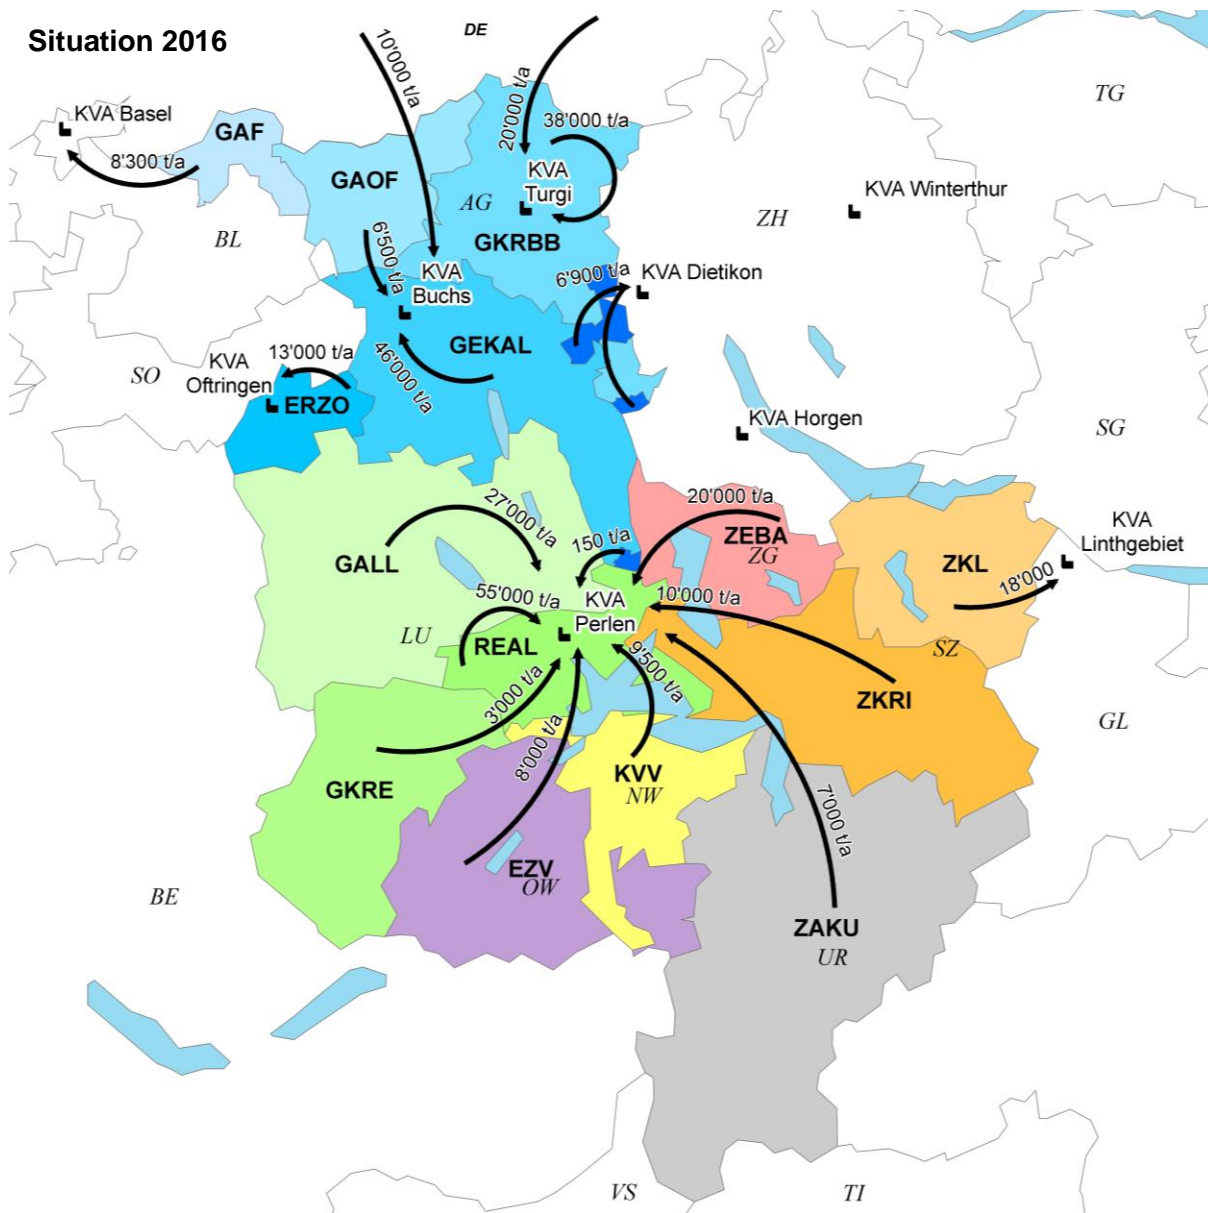 Situation 2016
DE
TG
KVA Basel
GAF
8'300 t/a
10'000 t/a
20'000 t/a
38'000 t/a
GAOF
AG
KVA
Turgi
GKRBB
BL
ZH
KVA Winterthur
6'500 t/a
KVA
Buchs
6'900 t/a
KVA Dietikon
GEKAL
46'000 t/a
SO
KVA
Oftringen
13'000 t/a
ERZO
KVA Horgen
SG
27'000 t/a
20'000 t/a
GALL
150 t/a
ZEBA
ZG
ZKL
KVA
Linthgebiet
18'000
55'000 t/a
KVA
Perlen
10'000 t/a
LU
REAL
9'500 t/a
SZ
3'000 t/a
ZKRI
GL
8'000 t/a
GKRE
KVV
NW
7'000 t/a
EZV
OW
BE
ZAKU
UR
VS
TI